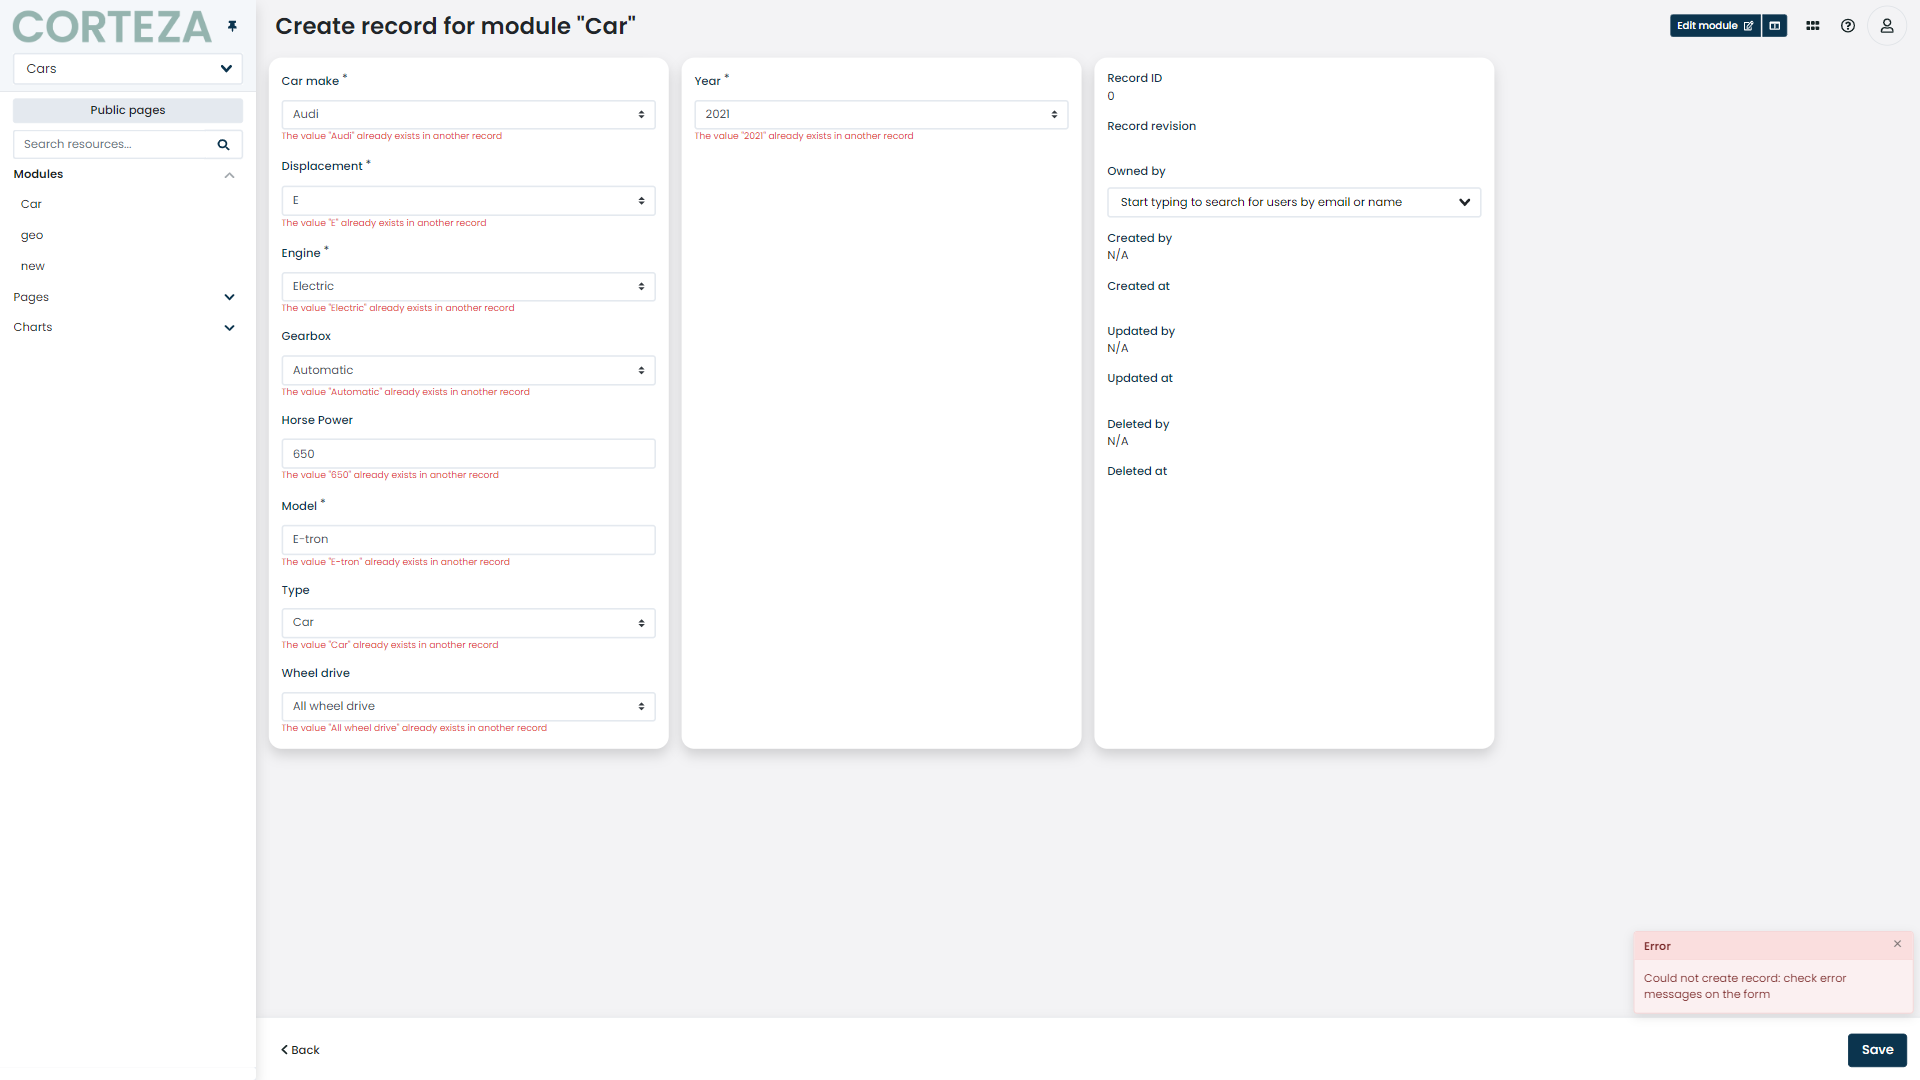 CORTEZA
Cars
Public pages
Search resources...
Modules
Car
geo
new
Pages
Charts
Create record for module "Car"
Edit module
Car make *
Audi
The value "Audi" already exists in another record
Displacement *
E
The value "E" already exists in another record
Engine *
Electric
The value "Electric" already exists in another record
Gearbox
Automatic
The value "Automatic" already exists in another record
Horse Power
650
The value "650" already exists in another record
Model *
E-tron
The value "E-tron" already exists in another record
Type
Car
The value "Car" already exists in another record
Wheel drive
All wheel drive
The value "All wheel drive" already exists in another record
Year *
2021
The value "2021" already exists in another record
Record ID
0
Record revision
Owned by
Start typing to search for users by email or name
Created by
N/A
Created at
Updated by
N/A
Updated at
Deleted by
N/A
Deleted at
Error
Could not create record: check error
messages on the form
Back
Save